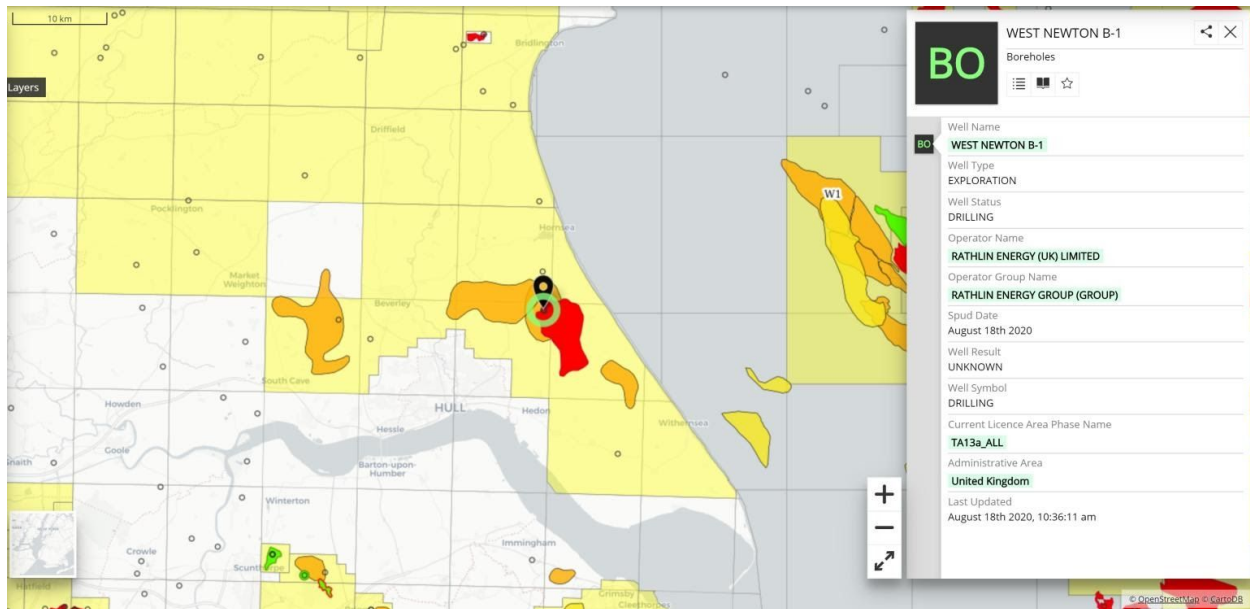 10 km
Bridlington
Layers
Driffield
Pocklington
Hornsea
Market
Weighton
Beverley
W1
South Cave
HULL
Howden
Hedon
Hessle
Withernsea
Goole
Barton-upon-
Humber
Winterton
Immingham
Crowle
Scunthorpe
Hatfield
Grimsby
Cleethorpes
BO
WEST NEWTON B-1
Boreholes
BO
Well Name
WEST NEWTON B-1
Well Type
EXPLORATION
Well Status
DRILLING
Operator Name
RATHLIN ENERGY (UK) LIMITED
Operator Group Name
RATHLIN ENERGY GROUP (GROUP)
Spud Date
August 18th 2020
Well Result
UNKNOWN
Well Symbol
DRILLING
Current Licence Area Phase Name
TA13a_ALL
Administrative Area
United Kingdom
Last Updated
August 18th 2020, 10:36:11 am
© OpenStreetMap © CartoDB